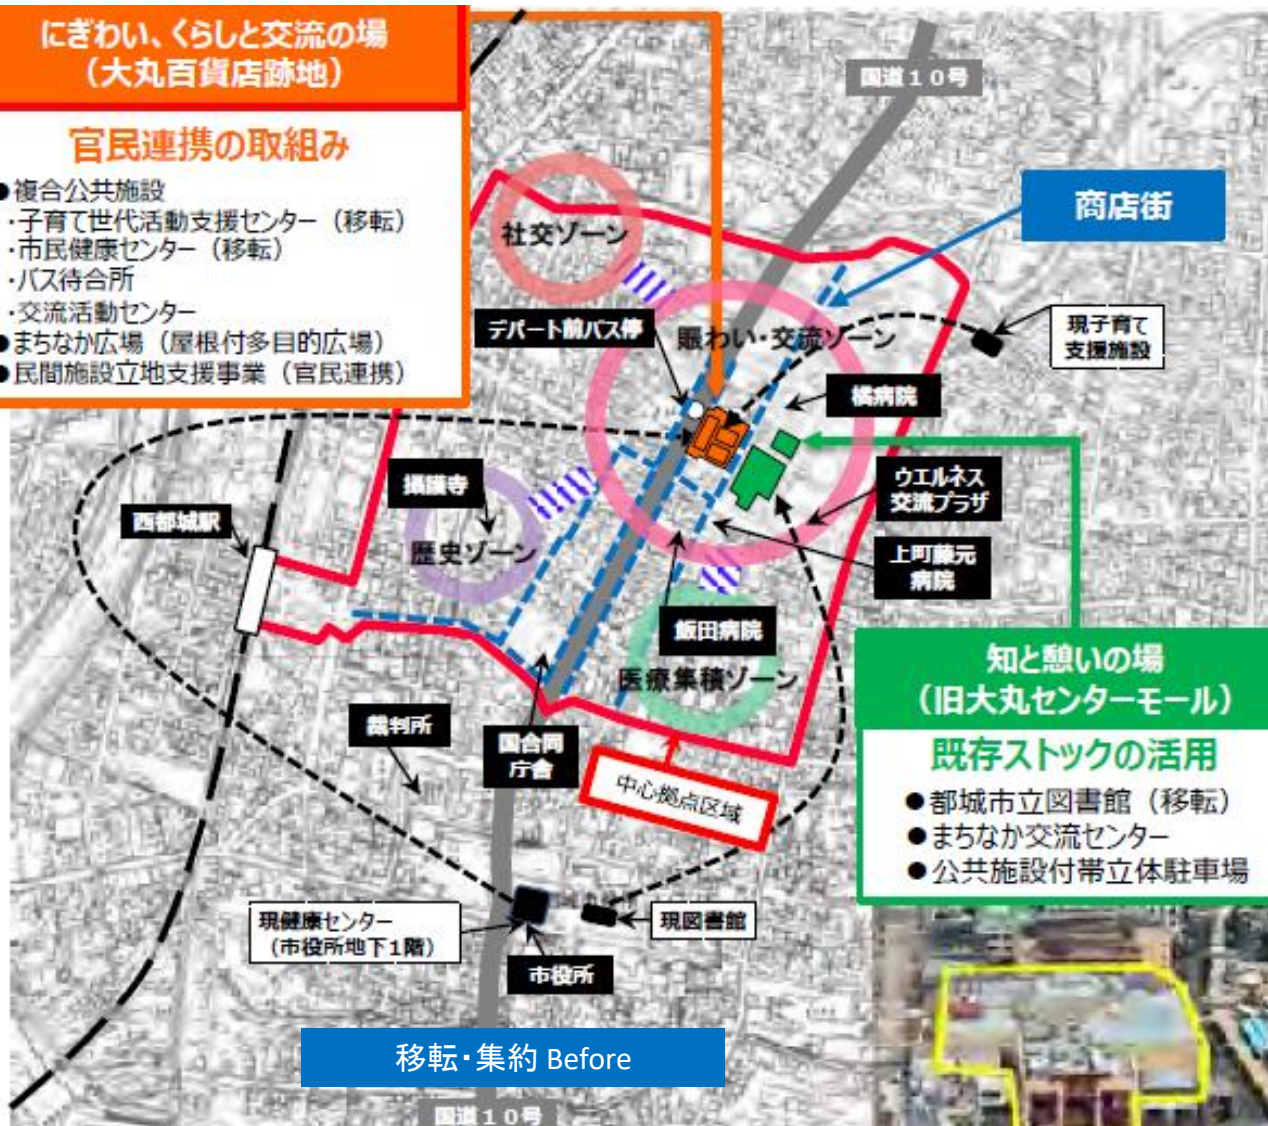 にぎわい、くらしと交流の場
（大丸百貨店跡地）
官民連携の取組み
●複合公共施設
・子育て世代活動支援センター（移転）
・市民健康センター（移転）
・バス待合所
・交流活動センター
●まちなか広場（屋根付多目的広場）
●民間施設立地支援事業（官民連携）
国道１０号
商店街
社交ゾーン
デパート前バス停
賑わい・交流ゾーン
現子育て
支援施設
橘病院
摂護寺
ウエルネス
交流プラザ
西都城駅
歴史ゾーン
上町藤元
病院
飯田病院
医療集積ゾーン
知と憩いの場
（旧大丸センターモール）
既存ストックの活用
●都城市立図書館（移転）
●まちなか交流センター
●公共施設付帯立体駐車場
裁判所
国合同
庁舎
中心拠点区域
現健康センター
（市役所地下1階）
現図書館
市役所
移転・集約 Before
国道１０号